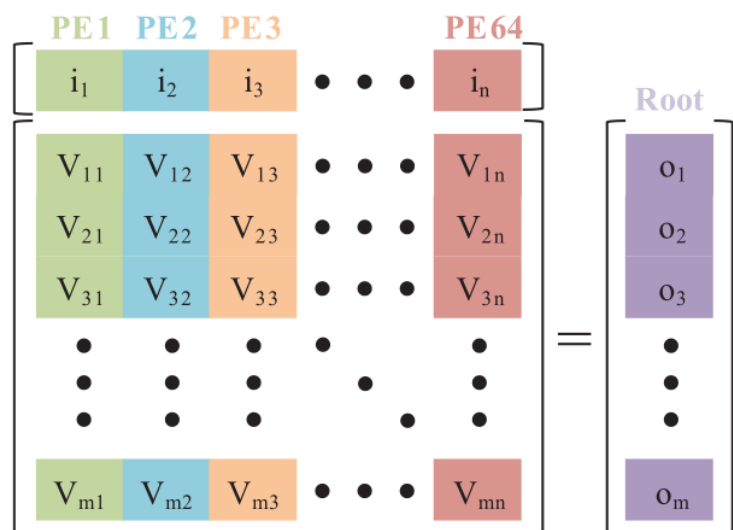 PE1 PE2 PE3 PE64
i₁ i₂ i₃ • • • iₙ
Root
V₁₁ V₁₂ V₁₃ • • • V₁ₙ o₁
V₂₁ V₂₂ V₂₃ • • • V₂ₙ o₂
V₃₁ V₃₂ V₃₃ • • • V₃ₙ o₃
=
Vₘ₁ Vₘ₂ Vₘ₃ • • • Vₘₙ oₘ